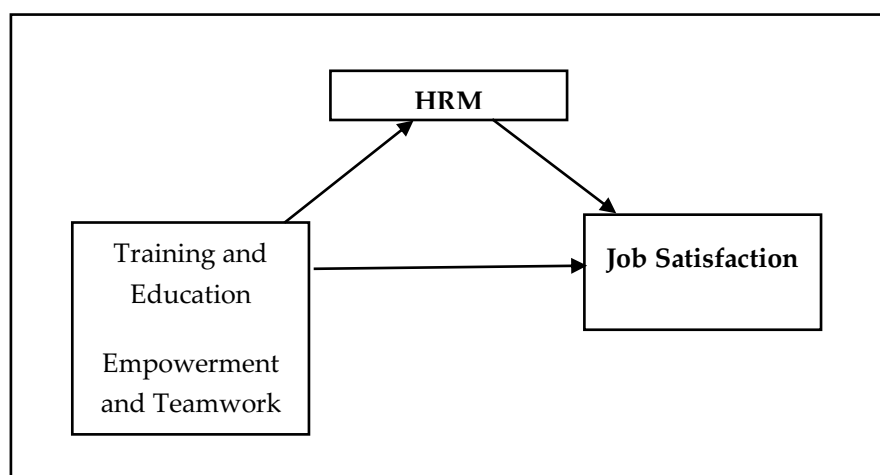 HRM
Training and
Education
Empowerment
and Teamwork
Job Satisfaction